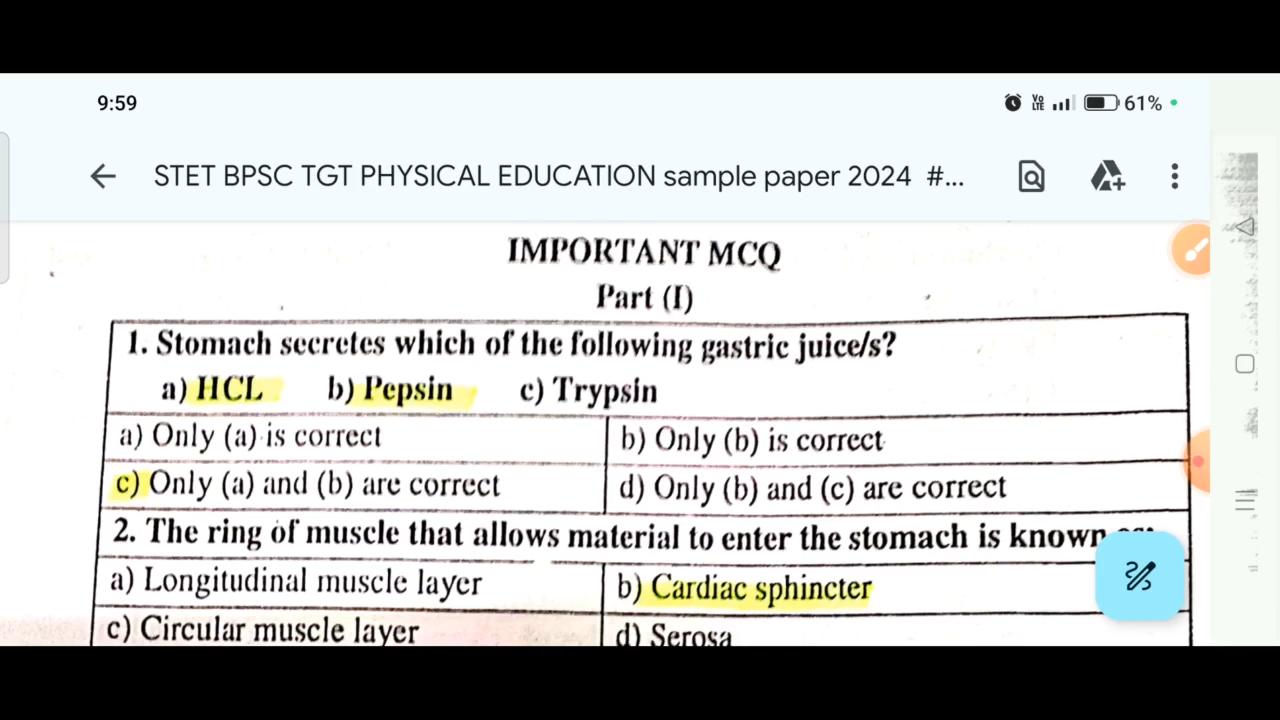 9:59
Vo LTE 61%
STET BPSC TGT PHYSICAL EDUCATION sample paper 2024 #...
IMPORTANT MCQ
Part (I)
1. Stomach secretes which of the following gastric juice/s?
a) HCL b) Pepsin c) Trypsin
a) Only (a) is correct b) Only (b) is correct
c) Only (a) and (b) are correct d) Only (b) and (c) are correct
2. The ring of muscle that allows material to enter the stomach is known
a) Longitudinal muscle layer b) Cardiac sphincter
c) Circular muscle layer d) Serosa